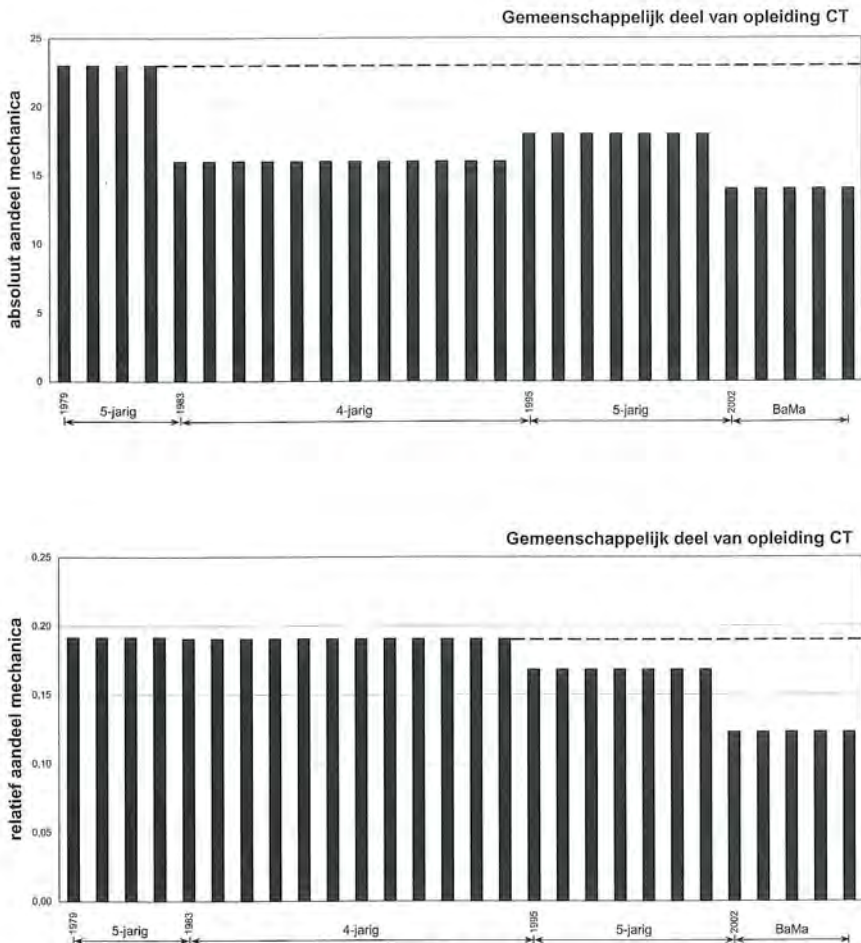 Gemeenschappelijk deel van opleiding CT
absoluut aandeel mechanica
25
20
15
10
5
0
1979
5-jarig
1983
4-jarig
1995
5-jarig
2002
BaMa
Gemeenschappelijk deel van opleiding CT
relatief aandeel mechanica
0,25
0,20
0,15
0,10
0,05
0,00
1979
5-jarig
1983
4-jarig
1995
5-jarig
2002
BaMa